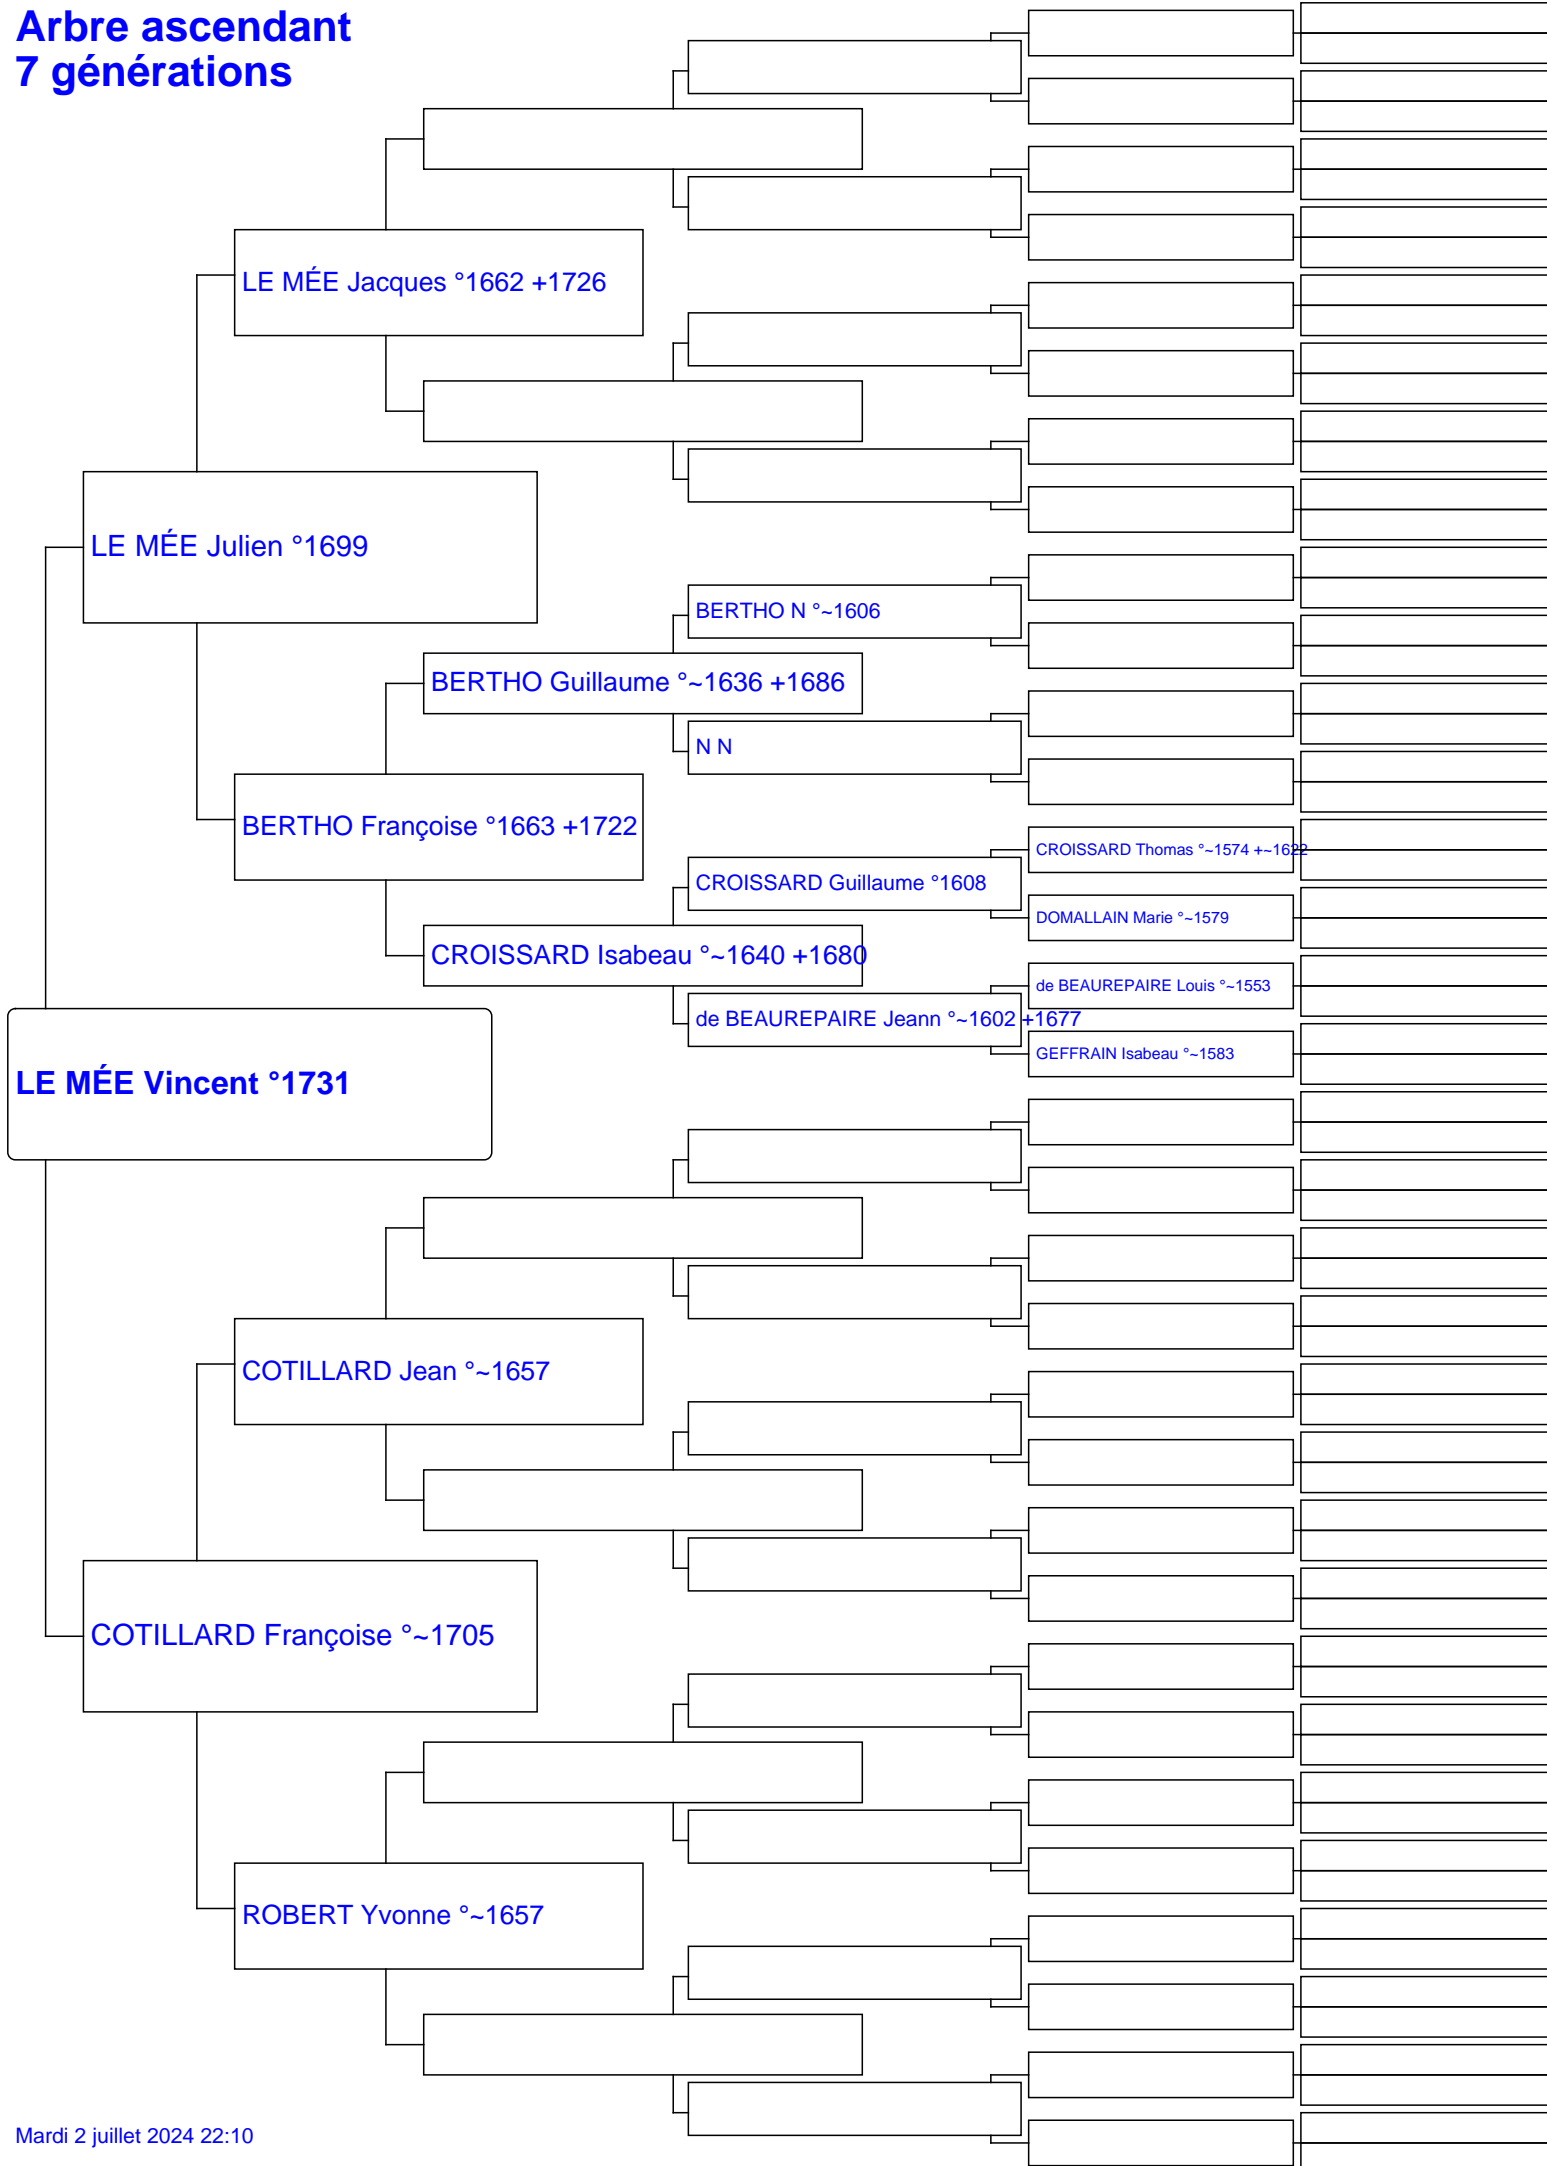 Arbre ascendant
7 générations
LE MÉE Jacques °1662 +1726
LE MÉE Julien °1699
BERTHO N °~1606
BERTHO Guillaume °~1636 +1686
N N
BERTHO Françoise °1663 +1722
CROISSARD Thomas °~1574 +~1622
CROISSARD Guillaume °1608
DOMALLAIN Marie °~1579
CROISSARD Isabeau °~1640 +1680
de BEAUREPAIRE Louis °~1553
de BEAUREPAIRE Jeann °~1602 +1677
GEFFRAIN Isabeau °~1583
LE MÉE Vincent °1731
COTILLARD Jean °~1657
COTILLARD Françoise °~1705
ROBERT Yvonne °~1657
Mardi 2 juillet 2024 22:10